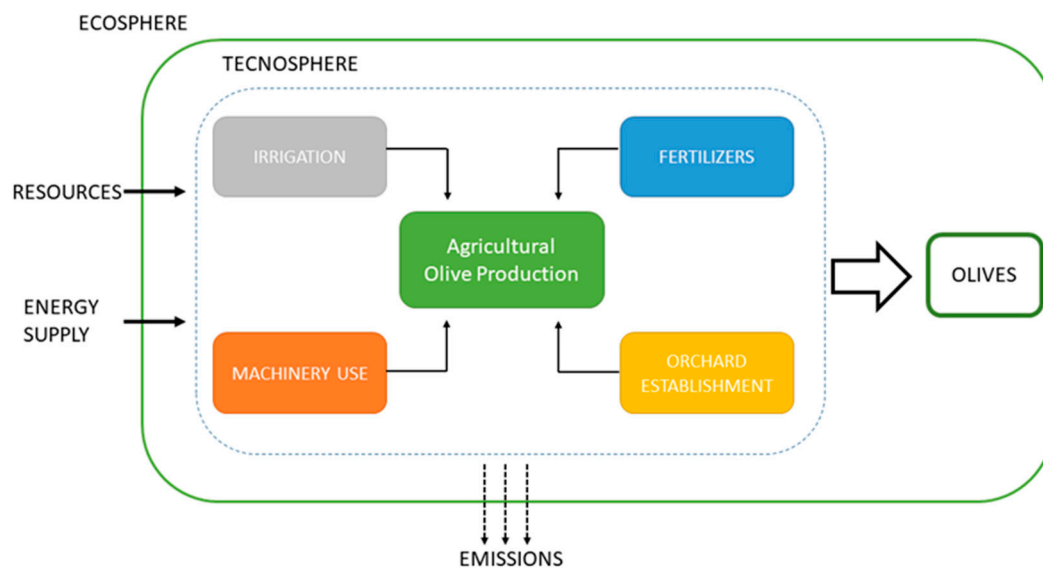 ECOSPHERE
TECNOSPHERE
IRRIGATION
FERTILIZERS
RESOURCES
Agricultural
Olive Production
OLIVES
ENERGY
SUPPLY
MACHINERY USE
ORCHARD
ESTABLISHMENT
EMISSIONS